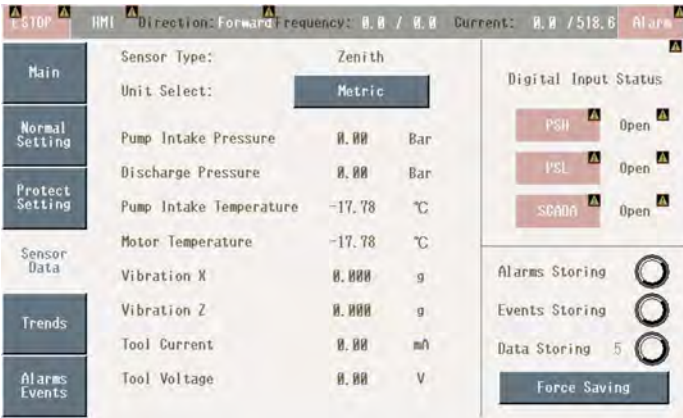 ESTOP HMI Direction:Forward Frequency: 0.0 / 0.0 Current: 0.0 /518.6 Alarm
Main
Normal
Setting
Protect
Setting
Sensor
Data
Trends
Alarms
Events
Sensor Type: Zenith
Unit Select: Metric
Pump Intake Pressure 0.00 Bar
Discharge Pressure 0.00 Bar
Pump Intake Temperature -17.78 ℃
Motor Temperature -17.78 ℃
Vibration X 0.000 g
Vibration Z 0.000 g
Tool Current 0.00 mA
Tool Voltage 0.00 V
Digital Input Status
PSH Open
PSL Open
SCADA Open
Alarms Storing
Events Storing
Data Storing 5
Force Saving